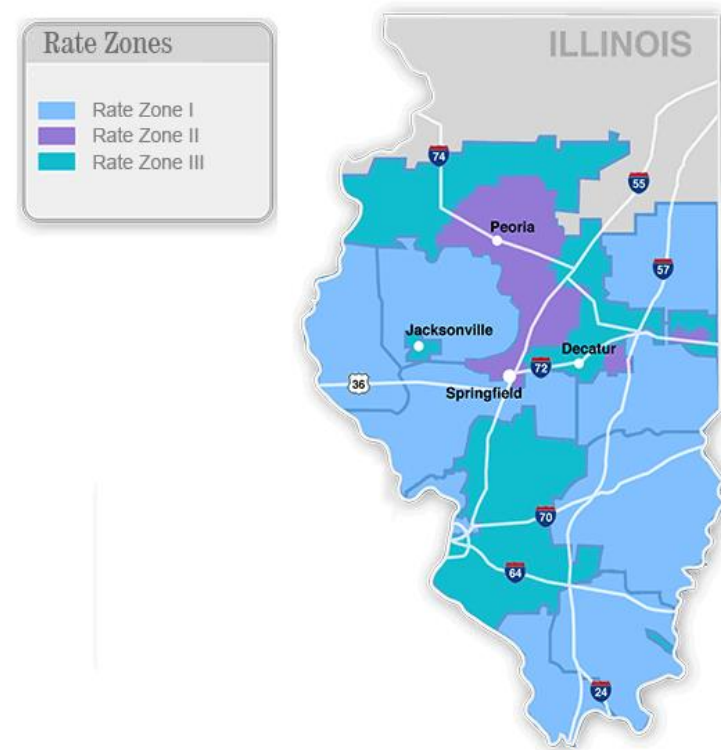 Rate Zones
Rate Zone I
Rate Zone II
Rate Zone III
ILLINOIS
74
55
Peoria
57
Jacksonville
Decatur
72
36
Springfield
70
64
24